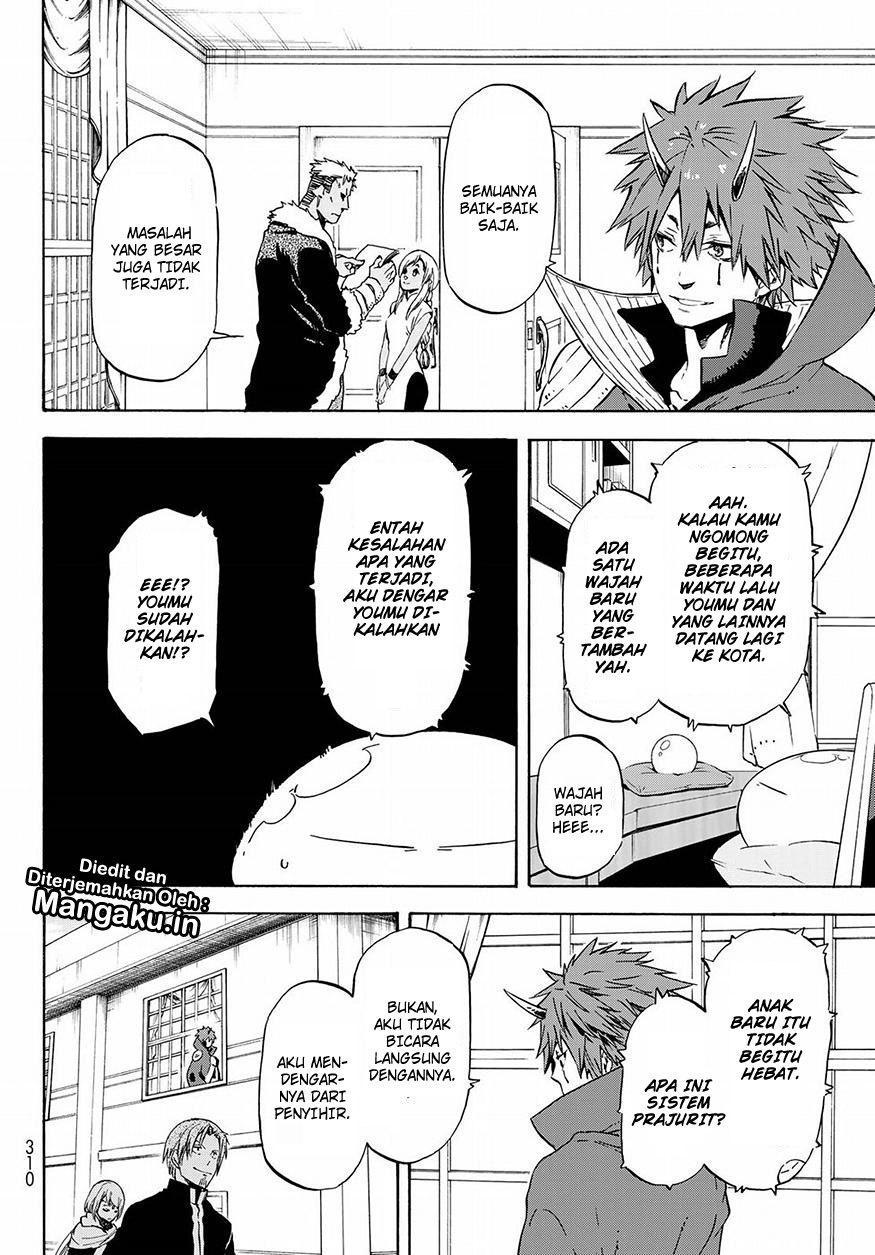 SEMUANYA
BAIK-BAIK
SAJA.
MASALAH
YANG BESAR
JUGA TIDAK
TERJADI.
AAH.
KALAU KAMU
NGOMONG
BEGITU,
BEBERAPA
WAKTU LALU
YOUMU DAN
YANG LAINNYA
DATANG LAGI
KE KOTA.
ADA
SATU
WAJAH
BARU
YANG
BER-
TAMBAH
YAH.
WAJAH
BARU?
HEEE...
ENTAH
KESALAHAN
APA YANG
TERJADI,
AKU DENGAR
YOUMU DI-
KALAHKAN
EEE!?
YOUMU
SUDAH
DIKALAH-
KAN!?
Diedit dan
Diterjemahkan Oleh :
Mangaku.in
ANAK
BARU ITU
TIDAK
BEGITU
HEBAT.
APA INI
SISTEM
PRAJURIT?
BUKAN,
AKU TIDAK
BICARA
LANGSUNG
DENGANNYA.
AKU MEN-
DENGAR-
NYA DARI
PENYIHIR.
310